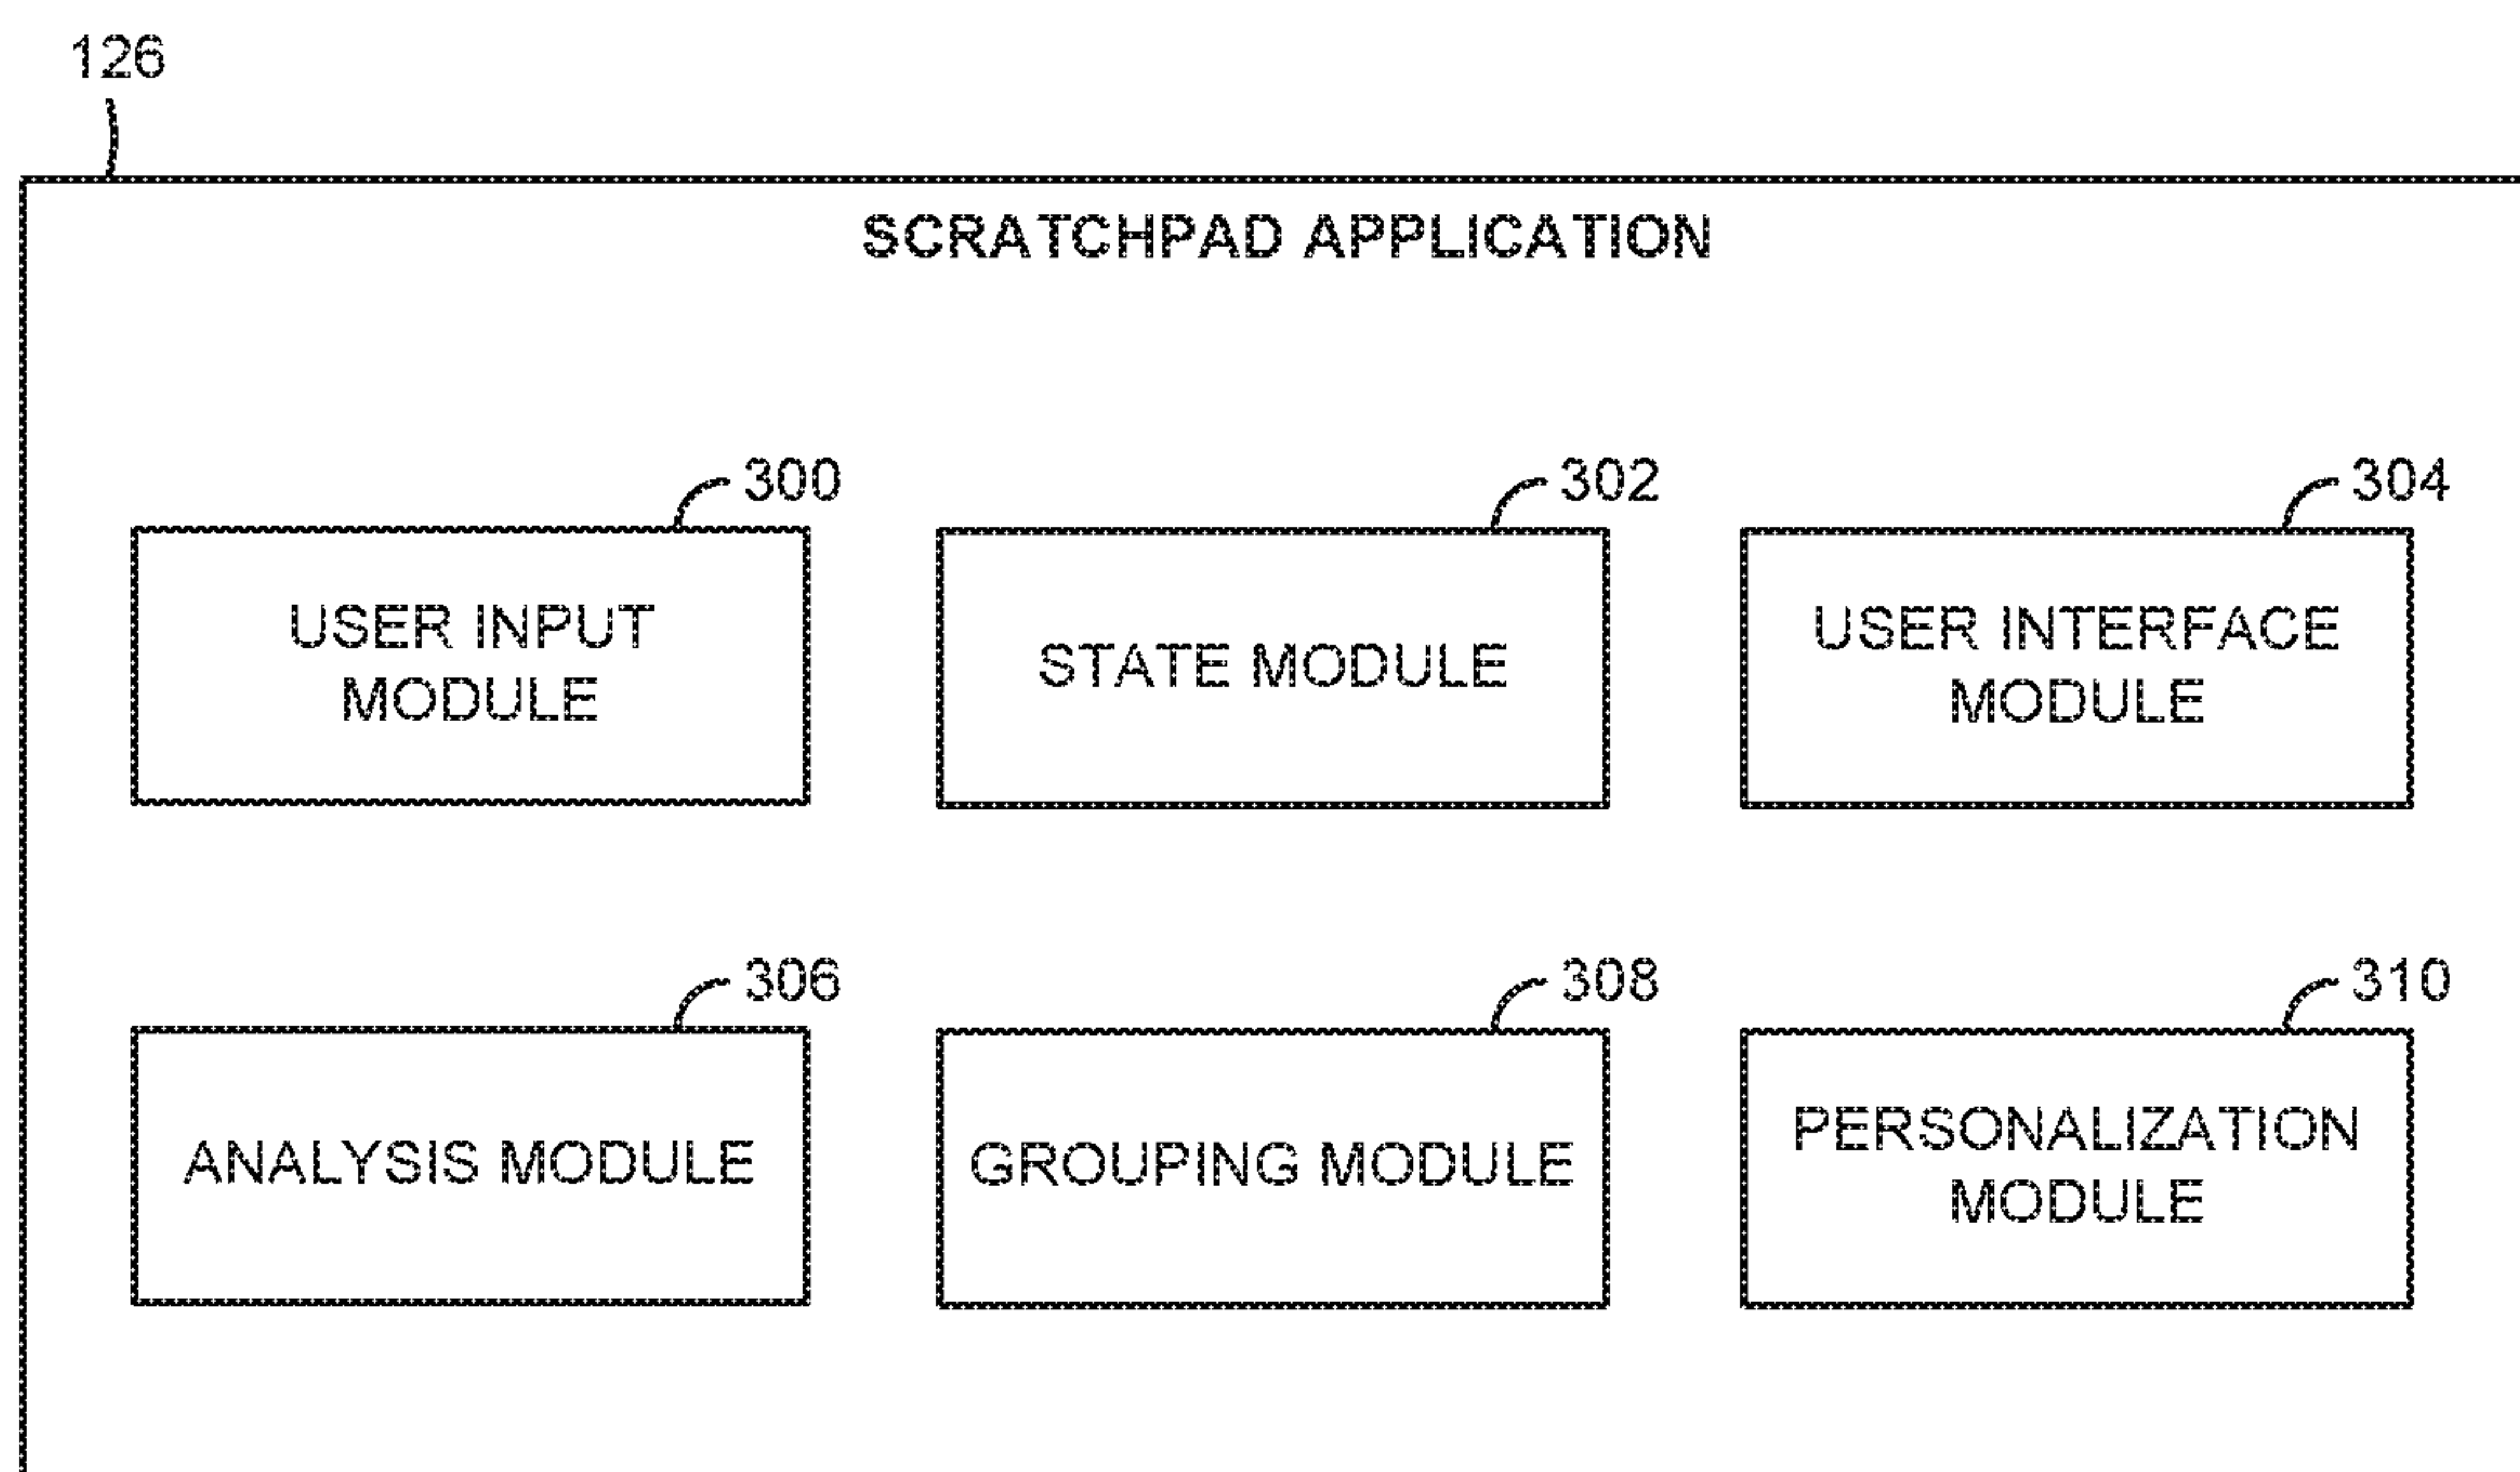 126
SCRATCHPAD APPLICATION
300
USER INPUT
MODULE
302
STATE MODULE
304
USER INTERFACE
MODULE
306
ANALYSIS MODULE
308
GROUPING MODULE
310
PERSONALIZATION
MODULE